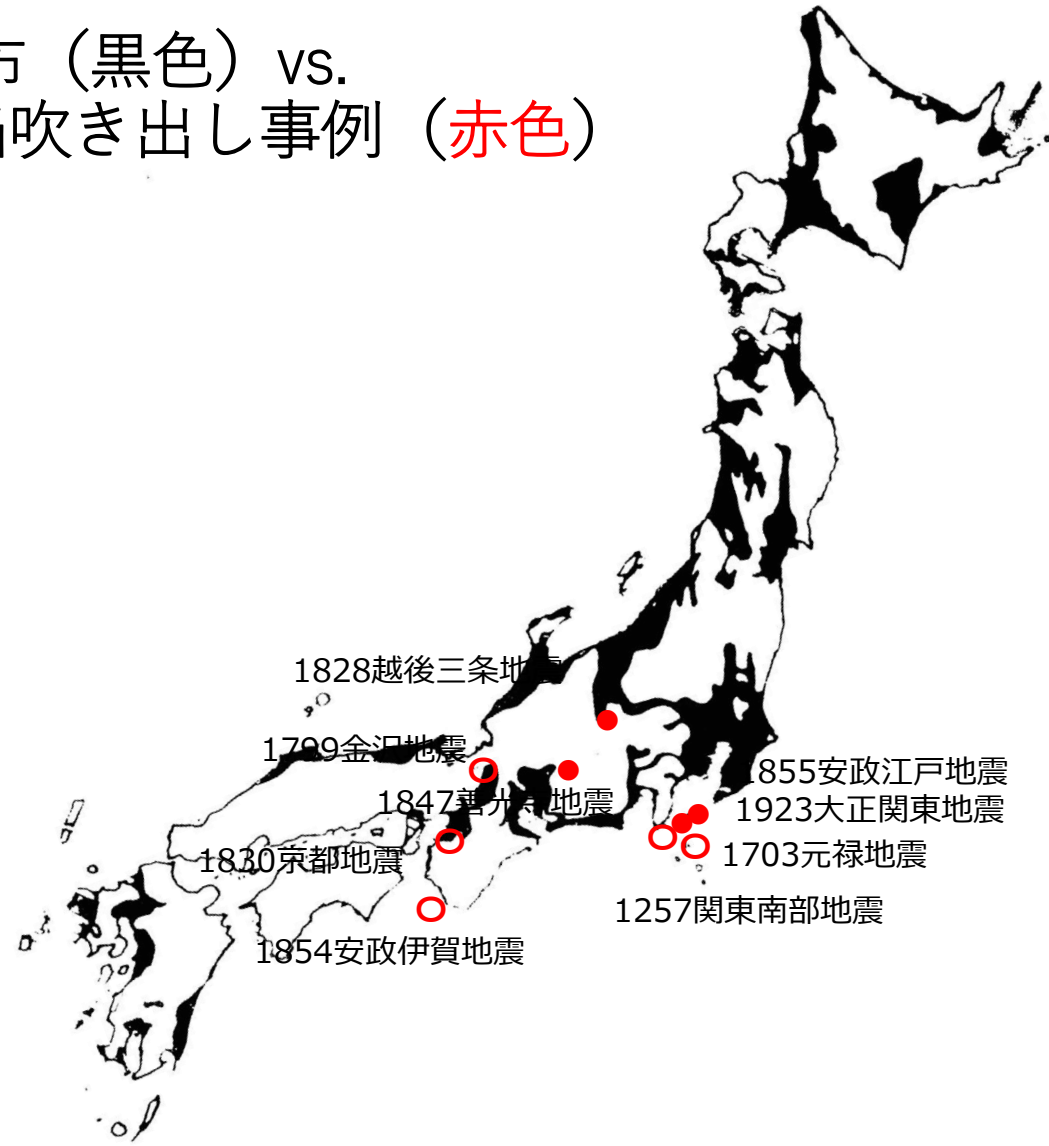 布（黒色）vs.
吹き出し事例（赤色）
1828越後三条地震
1799金沢地震
1847善光寺地震
1830京都地震
1854安政伊賀地震
1855安政江戸地震
1923大正関東地震
1703元禄地震
1257関東南部地震